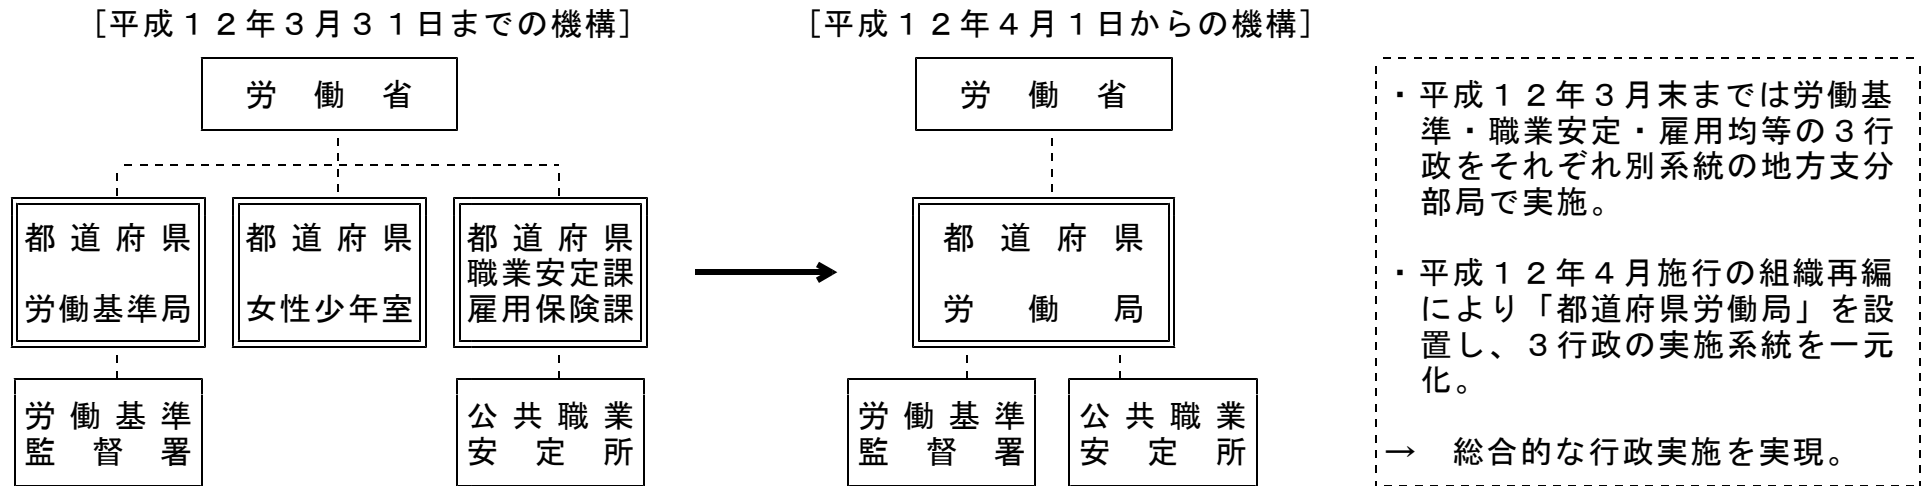 ［平成１２年３月３１日までの機構］
労働省
都道府県
労働基準局
都道府県
女性少年室
都道府県
職業安定課
雇用保険課
労働基準
監督署
公共職業
安定所
［平成１２年４月１日からの機構］
労働省
都道府県
労働局
労働基準
監督署
公共職業
安定所
・平成１２年３月末までは労働基
準・職業安定・雇用均等の３行
政をそれぞれ別系統の地方支分
部局で実施。
・平成１２年４月施行の組織再編
により「都道府県労働局」を設
置し、３行政の実施系統を一元
化。
→　総合的な行政実施を実現。